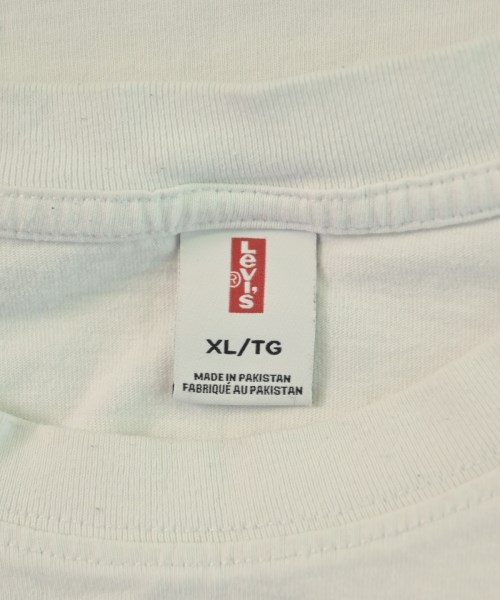 Levi's
®
XL/TG
MADE IN PAKISTAN
FABRIQUÉ AU PAKISTAN